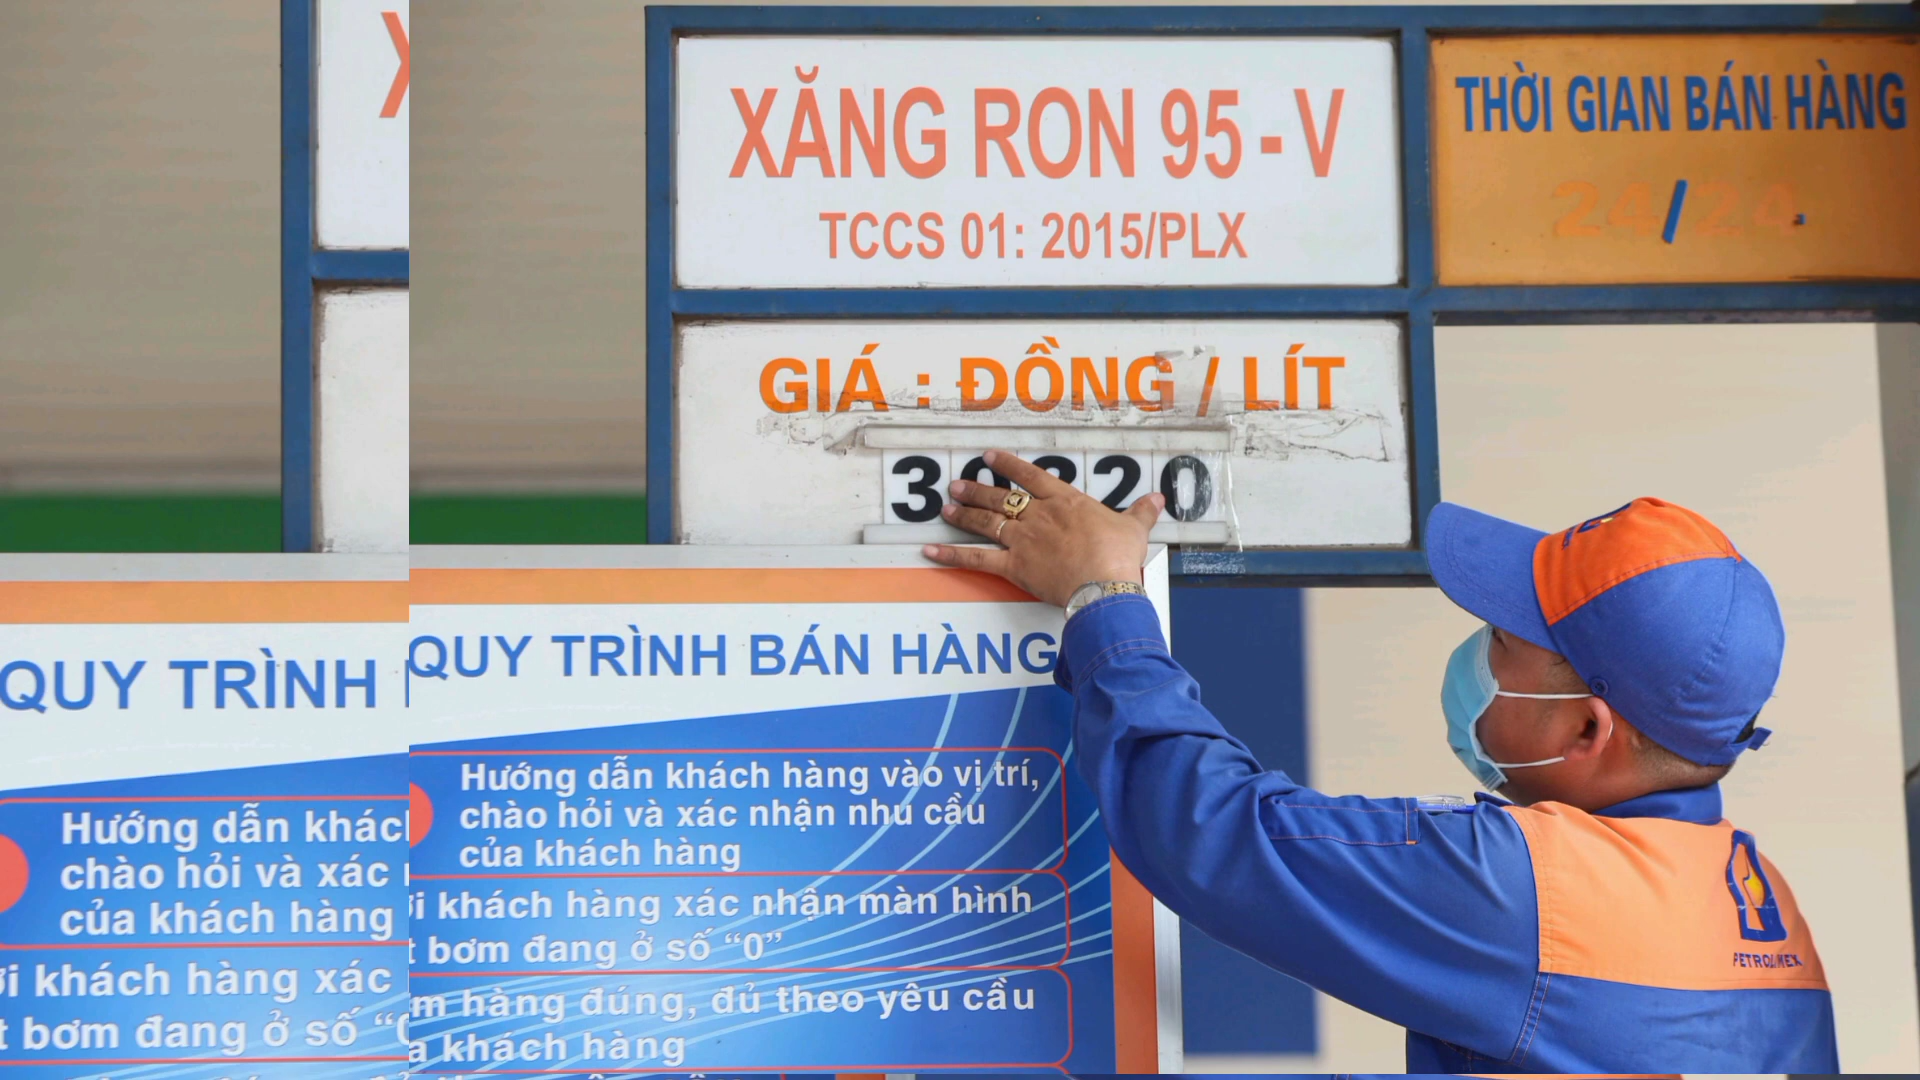 XĂNG RON 95 - V
TCCS 01: 2015/PLX
THỜI GIAN BÁN HÀNG
24/24
GIÁ : ĐỒNG / LÍT
QUY TRÌNH BÁN HÀNG
Hướng dẫn khách hàng vào vị trí,
chào hỏi và xác nhận nhu cầu
của khách hàng
khách hàng xác nhận màn hình
bơm đang ở số “0”
hàng đúng, đủ theo yêu cầu
khách hàng
PETROLIMEX
QUY TRÌNH
Hướng dẫn
chào hỏi và xác
của khách hàng
khách hàng xác
bơm đang ở số